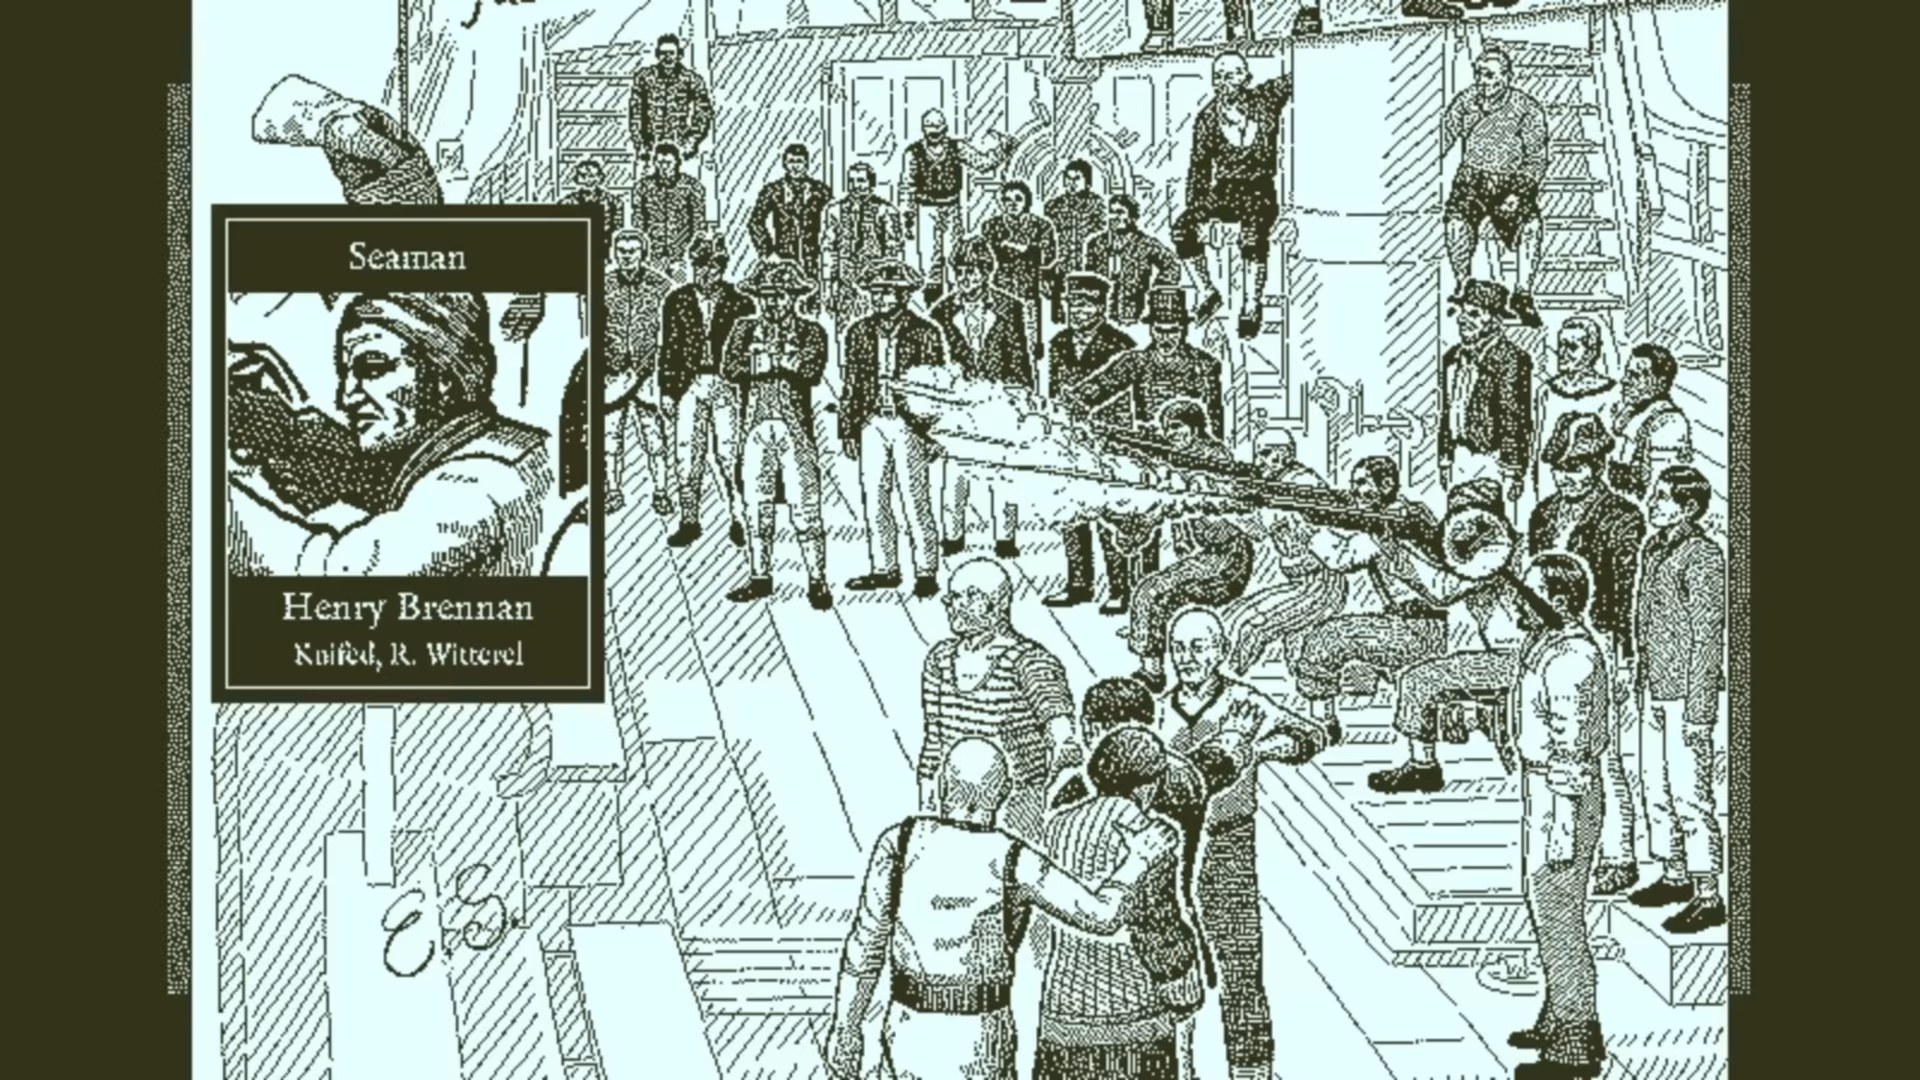 Seaman
Henry Brennan
Knifed, R. Witterel
E S.